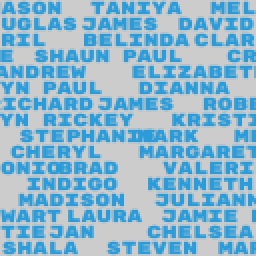 ASON TANIYA MEL
UGLAS JAMES DAVID
RIL BELINDA CLAR
E SHAUN PAUL CR
ANDREW ELIZABET
YN PAUL DIANNA
RICHARD JAMES ROBE
YN RICKEY KRISTI
STEPHANIE MARK ME
CHERYL MARGARET
ONIO BRAD VALERI
INDIGO KENNETH
MADISON JULIANN
WART LAURA JAMIE
TIE JAN CHELSEA
SHALA STEVEN MAR